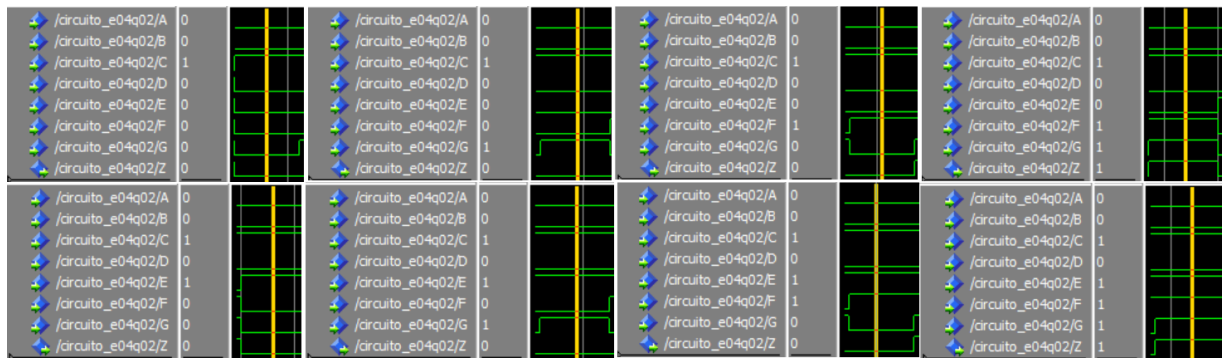 /circuito_e04q02/A 0
/circuito_e04q02/B 0
/circuito_e04q02/C 1
/circuito_e04q02/D 0
/circuito_e04q02/E 0
/circuito_e04q02/F 0
/circuito_e04q02/G 0
/circuito_e04q02/Z 0
/circuito_e04q02/A 0
/circuito_e04q02/B 0
/circuito_e04q02/C 1
/circuito_e04q02/D 0
/circuito_e04q02/E 0
/circuito_e04q02/F 0
/circuito_e04q02/G 1
/circuito_e04q02/Z 0
/circuito_e04q02/A 0
/circuito_e04q02/B 0
/circuito_e04q02/C 1
/circuito_e04q02/D 0
/circuito_e04q02/E 0
/circuito_e04q02/F 1
/circuito_e04q02/G 0
/circuito_e04q02/Z 0
/circuito_e04q02/A 0
/circuito_e04q02/B 0
/circuito_e04q02/C 1
/circuito_e04q02/D 0
/circuito_e04q02/E 0
/circuito_e04q02/F 1
/circuito_e04q02/G 1
/circuito_e04q02/Z 1
/circuito_e04q02/A 0
/circuito_e04q02/B 0
/circuito_e04q02/C 1
/circuito_e04q02/D 0
/circuito_e04q02/E 1
/circuito_e04q02/F 0
/circuito_e04q02/G 0
/circuito_e04q02/Z 0
/circuito_e04q02/A 0
/circuito_e04q02/B 0
/circuito_e04q02/C 1
/circuito_e04q02/D 0
/circuito_e04q02/E 1
/circuito_e04q02/F 0
/circuito_e04q02/G 1
/circuito_e04q02/Z 0
/circuito_e04q02/A 0
/circuito_e04q02/B 0
/circuito_e04q02/C 1
/circuito_e04q02/D 0
/circuito_e04q02/E 1
/circuito_e04q02/F 1
/circuito_e04q02/G 0
/circuito_e04q02/Z 0
/circuito_e04q02/A 0
/circuito_e04q02/B 0
/circuito_e04q02/C 1
/circuito_e04q02/D 0
/circuito_e04q02/E 1
/circuito_e04q02/F 1
/circuito_e04q02/G 1
/circuito_e04q02/Z 1